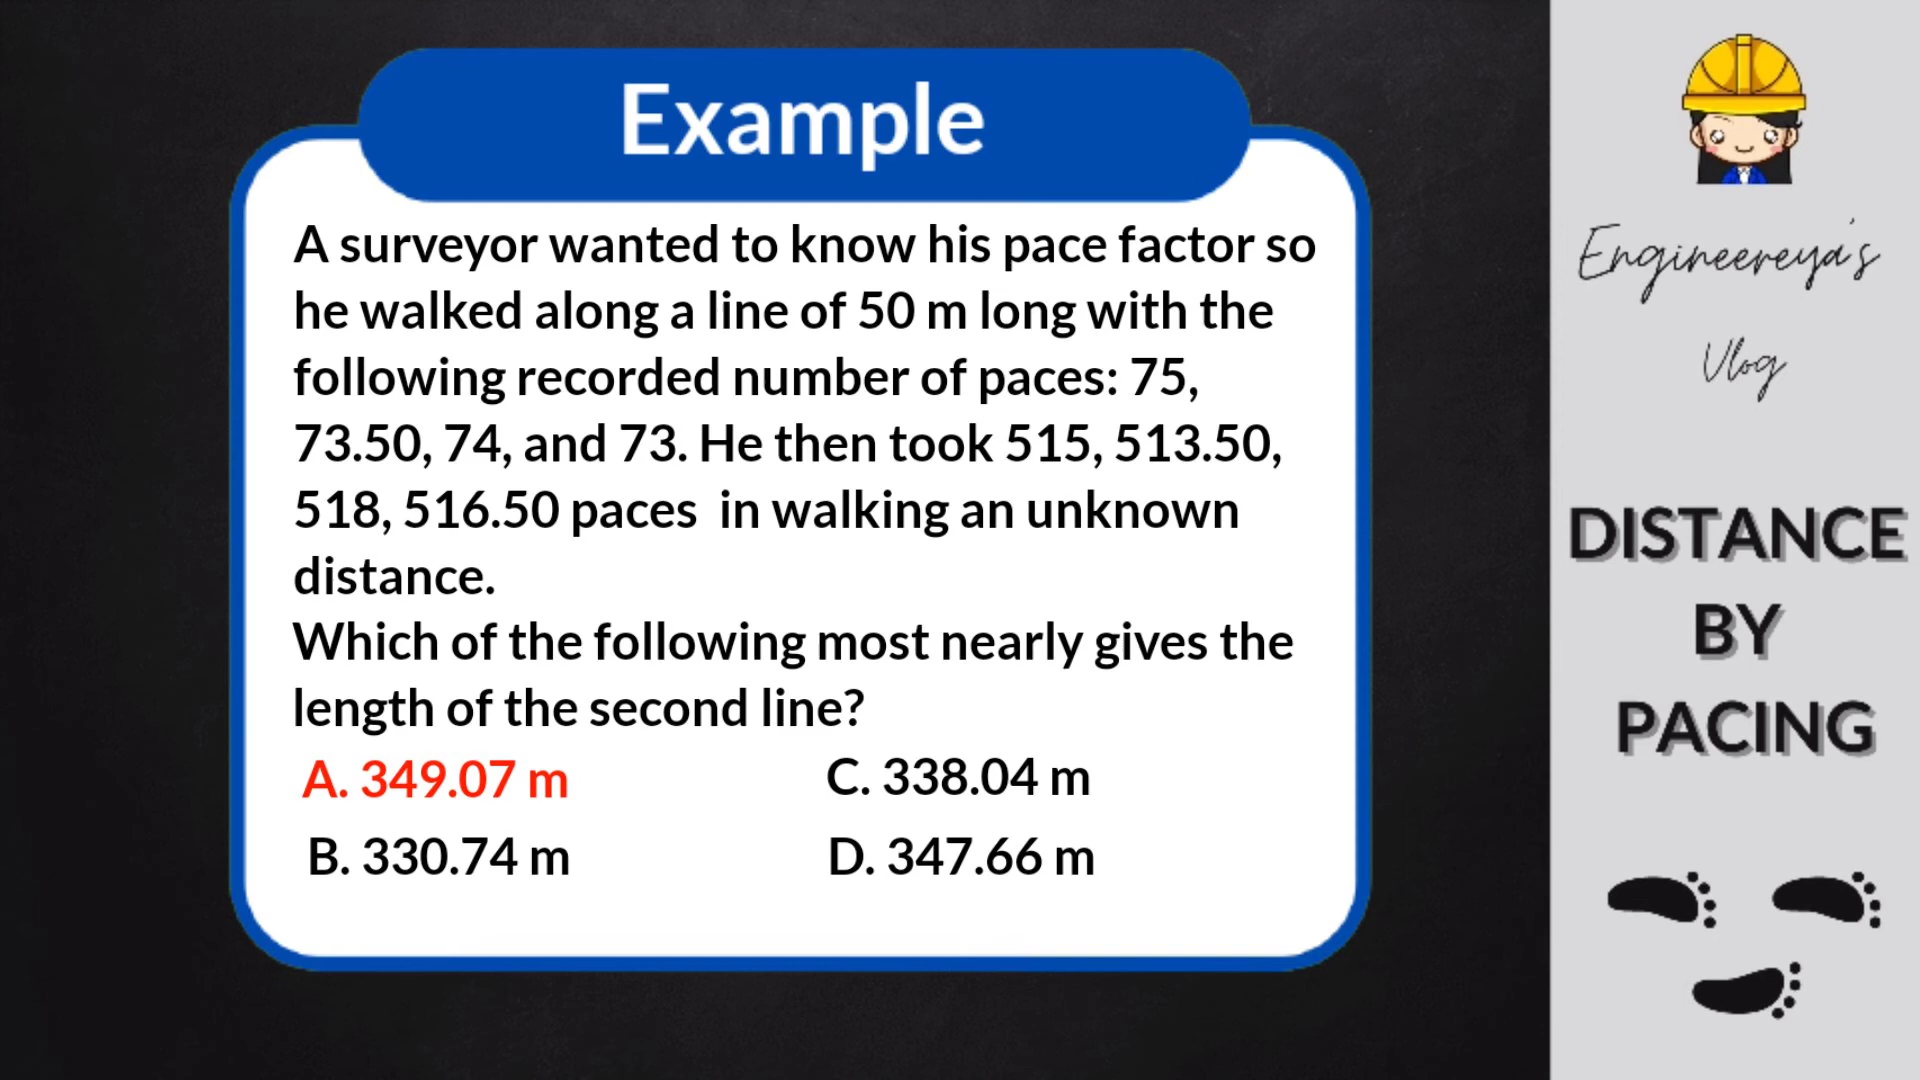 Example
A surveyor wanted to know his pace factor so
he walked along a line of 50 m long with the
following recorded number of paces: 75,
73.50, 74, and 73. He then took 515, 513.50,
518, 516.50 paces in walking an unknown
distance.
Which of the following most nearly gives the
length of the second line?
A. 349.07 m
C. 338.04 m
B. 330.74 m
D. 347.66 m
Engineereya's
Vlog
DISTANCE
BY
PACING